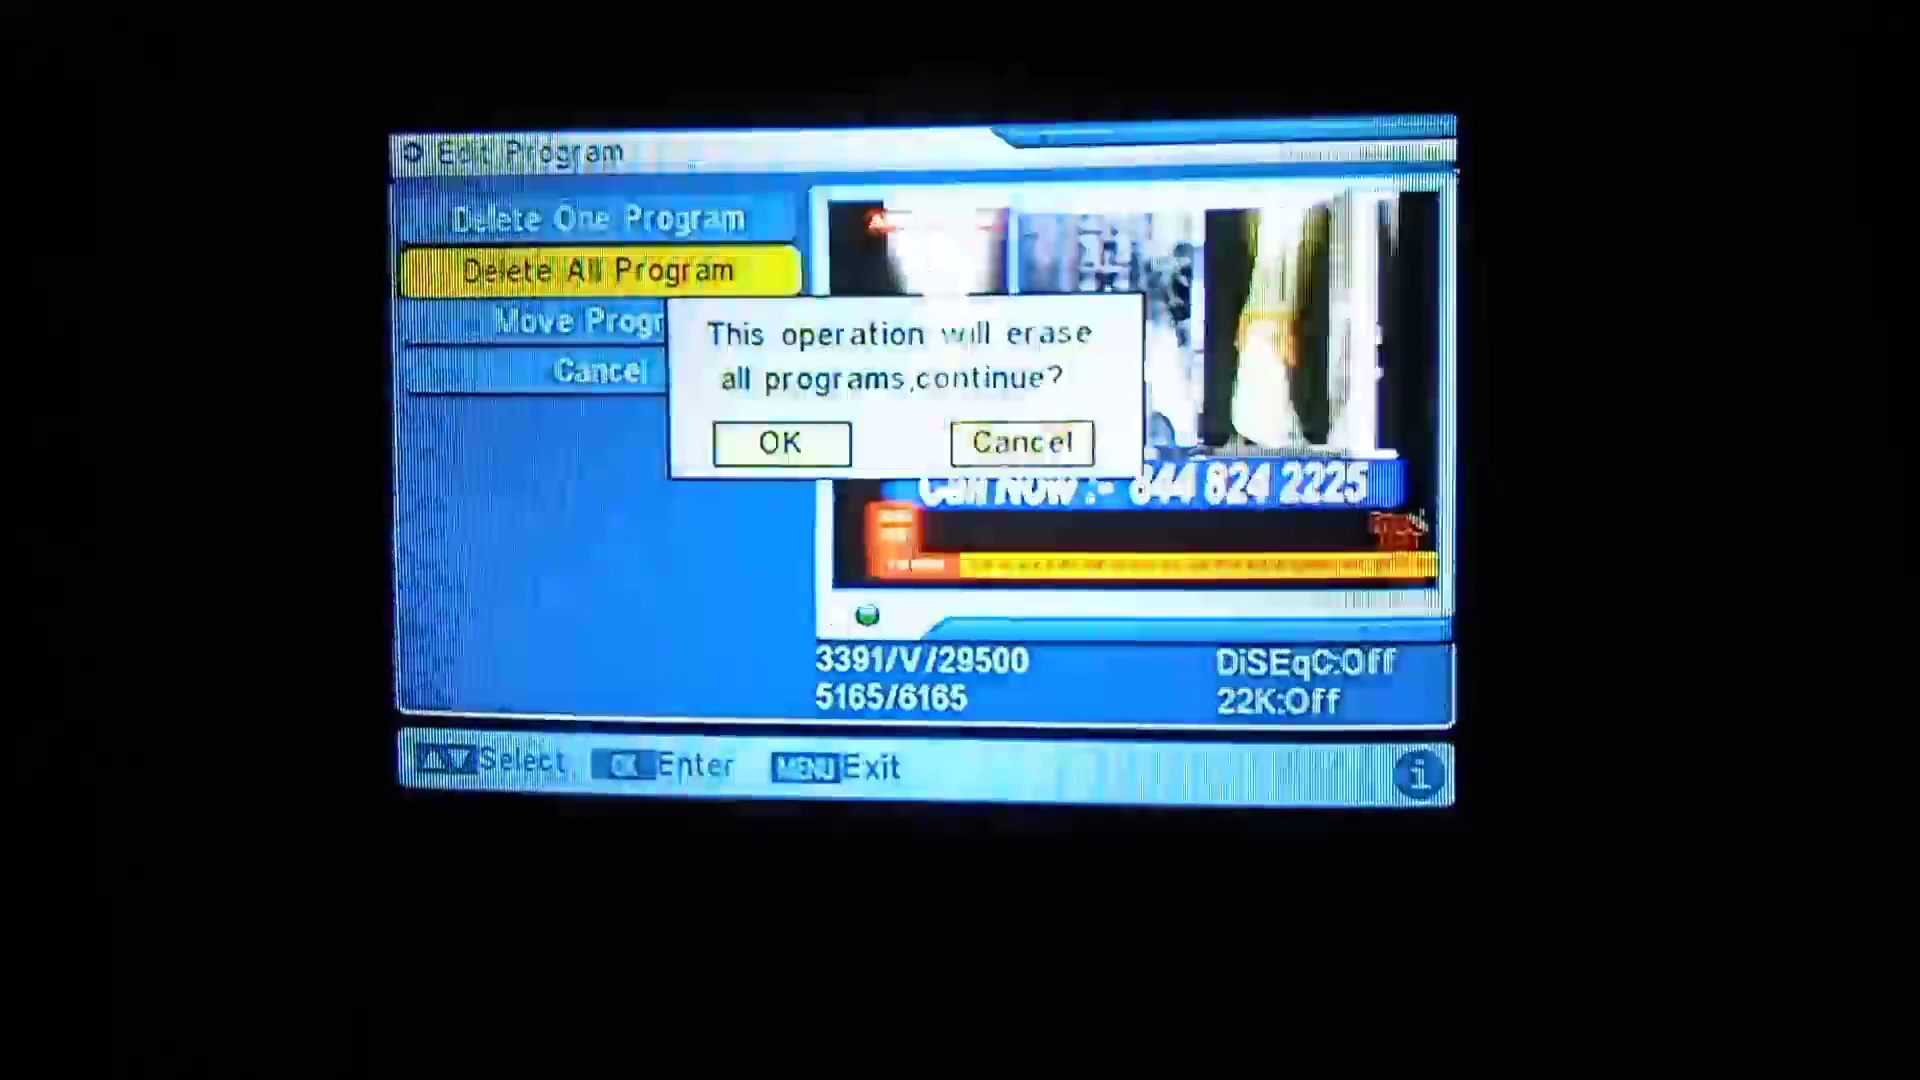 Edit Program
Delete One Program
Delete All Program
Move Progr
Cancel
This operation will erase
all programs,continue?
OK
Cancel
Call Now :- 844 824 2225
3391/V/29500
DiSEqC:Off
5165/6165
22K:Off
Select
OK Enter
MENU Exit
i